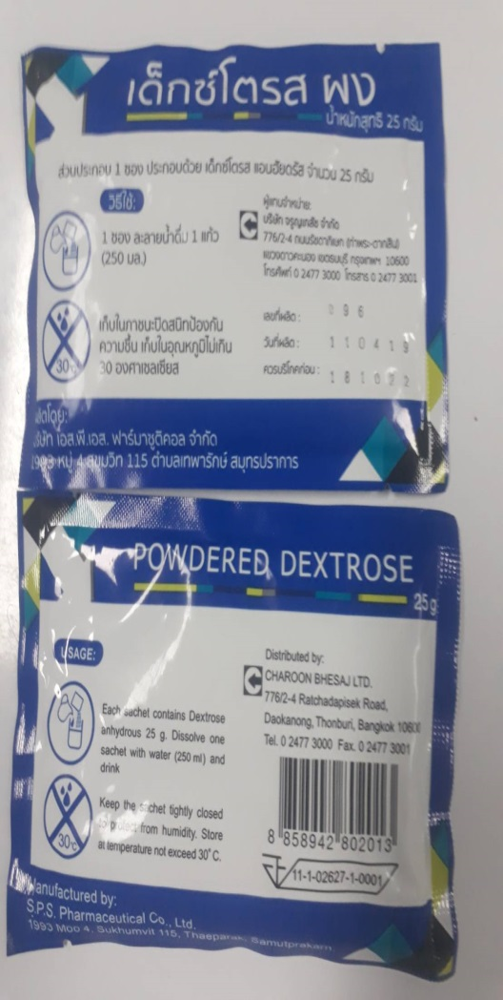 เด็กซ์โตรส ผง
น้ำหนักสุทธิ 25 กรัม
ส่วนประกอบ 1 ซอง ประกอบด้วย เด็กซ์โตรส แอนฮัยดรัส จำนวน 25 กรัม
วิธีใช้:
1 ซอง ละลายน้ำดื่ม 1 แก้ว
(250 มล.)
30°C
เก็บในภาชนะปิดสนิทป้องกัน
ความชื้น เก็บในอุณหภูมิไม่เกิน
30 องศาเซลเซียส
ผู้แทนจำหน่าย:
บริษัท จรูญเภสัช จำกัด
776/2-4 ถนนรัชดาภิเษก (ท่าพระ-ตากสิน)
แขวงดาวคะนอง เขตธนบุรี กรุงเทพฯ 10600
โทรศัพท์ 0 2477 3000 โทรสาร 0 2477 3001
เลขที่ผลิต : 096
วันที่ผลิต : 110419
ควรบริโภคก่อน : 181022
ผลิตโดย:
บริษัท เอส.พี.เอส. ฟาร์มาซูติคอล จำกัด
1993 หมู่ 4 สุขุมวิท 115 ตำบลเทพารักษ์ สมุทรปราการ
POWDERED DEXTROSE
25 g
USAGE:
Each sachet contains Dextrose
anhydrous 25 g. Dissolve one
sachet with water (250 ml) and
drink
30°C
Keep the sachet tightly closed
to protect from humidity. Store
at temperature not exceed 30°C.
Distributed by:
CHAROON BHESAJ LTD.
776/2-4 Ratchadapisek Road,
Daokanong, Thonburi, Bangkok 10600
Tel. 0 2477 3000 Fax. 0 2477 3001
8 858942 802013
11-1-02627-1-0001
Manufactured by:
S.P.S. Pharmaceutical Co., Ltd.
1993 Moo 4, Sukhumvit 115, Theeparak, Samutprakarn